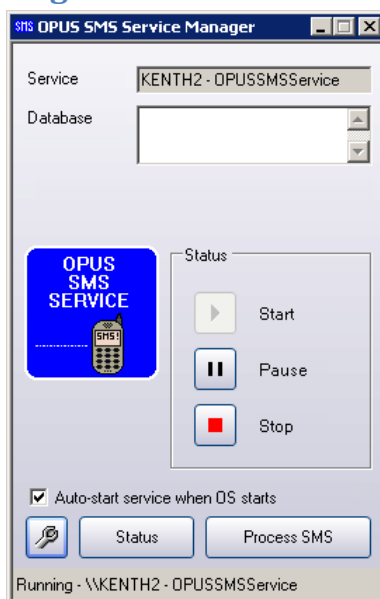 SMS OPUS SMS Service Manager
Service KENTH2 - OPUSSMSService
Database
OPUS
SMS
SERVICE
SMS!
Status
Start
Pause
Stop
Auto-start service when OS starts
Status Process SMS
Running - \\KENTH2 - OPUSSMSService